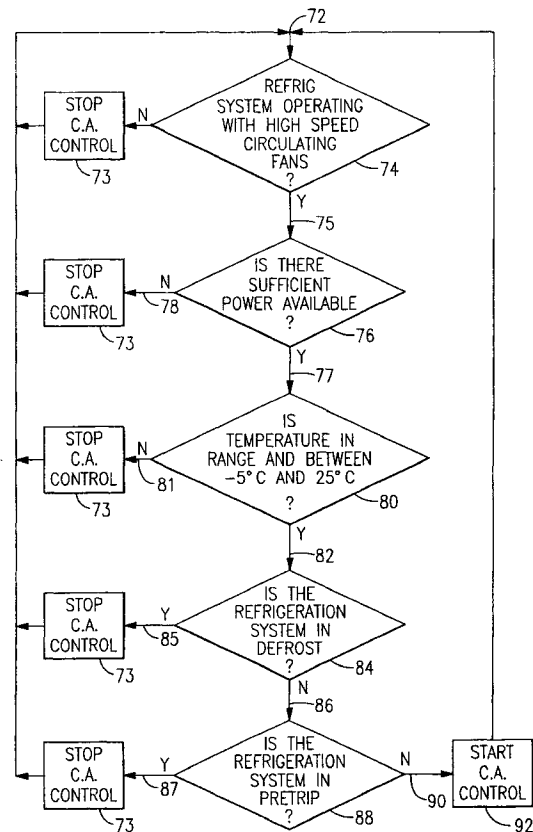 72
REFRIG
SYSTEM OPERATING
WITH HIGH SPEED
CIRCULATING
FANS
?
74
N
STOP
C.A.
CONTROL
73
Y
75
IS THERE
SUFFICIENT
POWER AVAILABLE
?
76
N
78
STOP
C.A.
CONTROL
73
Y
77
IS
TEMPERATURE IN
RANGE AND BETWEEN
-5°C AND 25°C
?
80
N
81
STOP
C.A.
CONTROL
73
Y
82
IS THE
REFRIGERATION
SYSTEM IN
DEFROST
?
84
Y
85
STOP
C.A.
CONTROL
73
N
86
IS THE
REFRIGERATION
SYSTEM IN
PRETRIP
?
88
Y
87
STOP
C.A.
CONTROL
73
N
90
START
C.A.
CONTROL
92